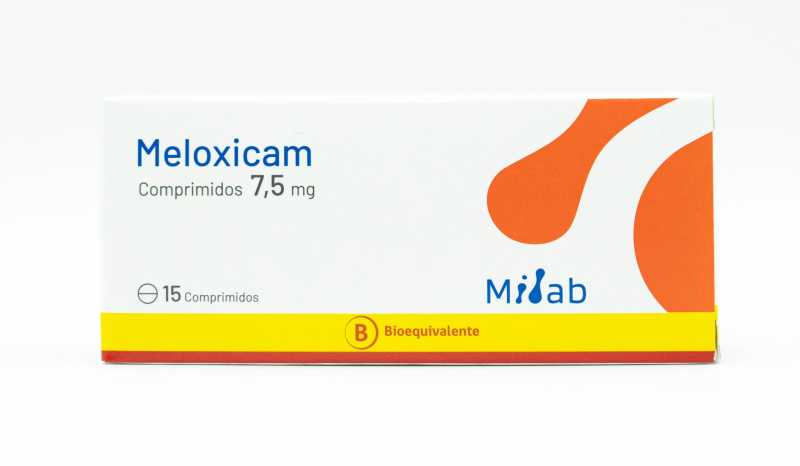 Meloxicam
Comprimidos 7,5 mg
15 Comprimidos
Milab
B Bioequivalente